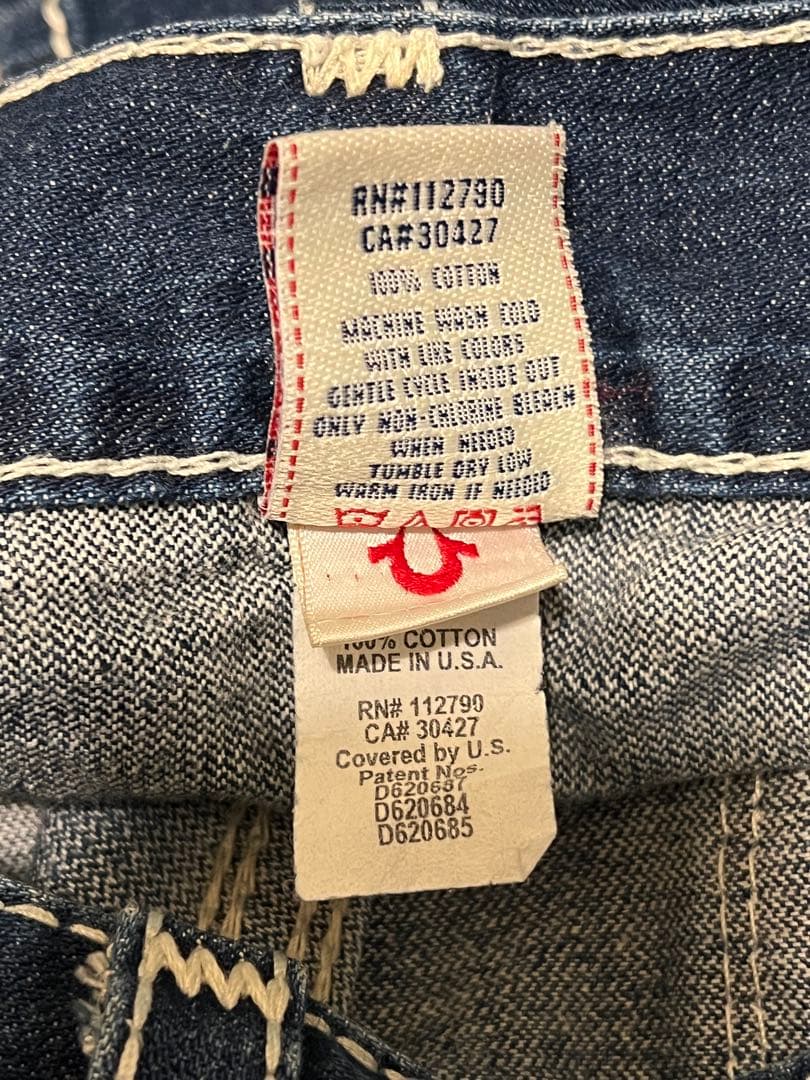 RN#112790
CA#30427
100% COTTON
MACHINE WASH COLD
WITH LIKE COLORS
GENTLE CYCLE INSIDE OUT
ONLY NON-CHLORINE BLEACH
WHEN NEEDED
TUMBLE DRY LOW
WARM IRON IF NEEDED
100% COTTON
MADE IN U.S.A.
RN# 112790
CA# 30427
Covered by U.S.
Patent Nos.
D620687
D620684
D620685